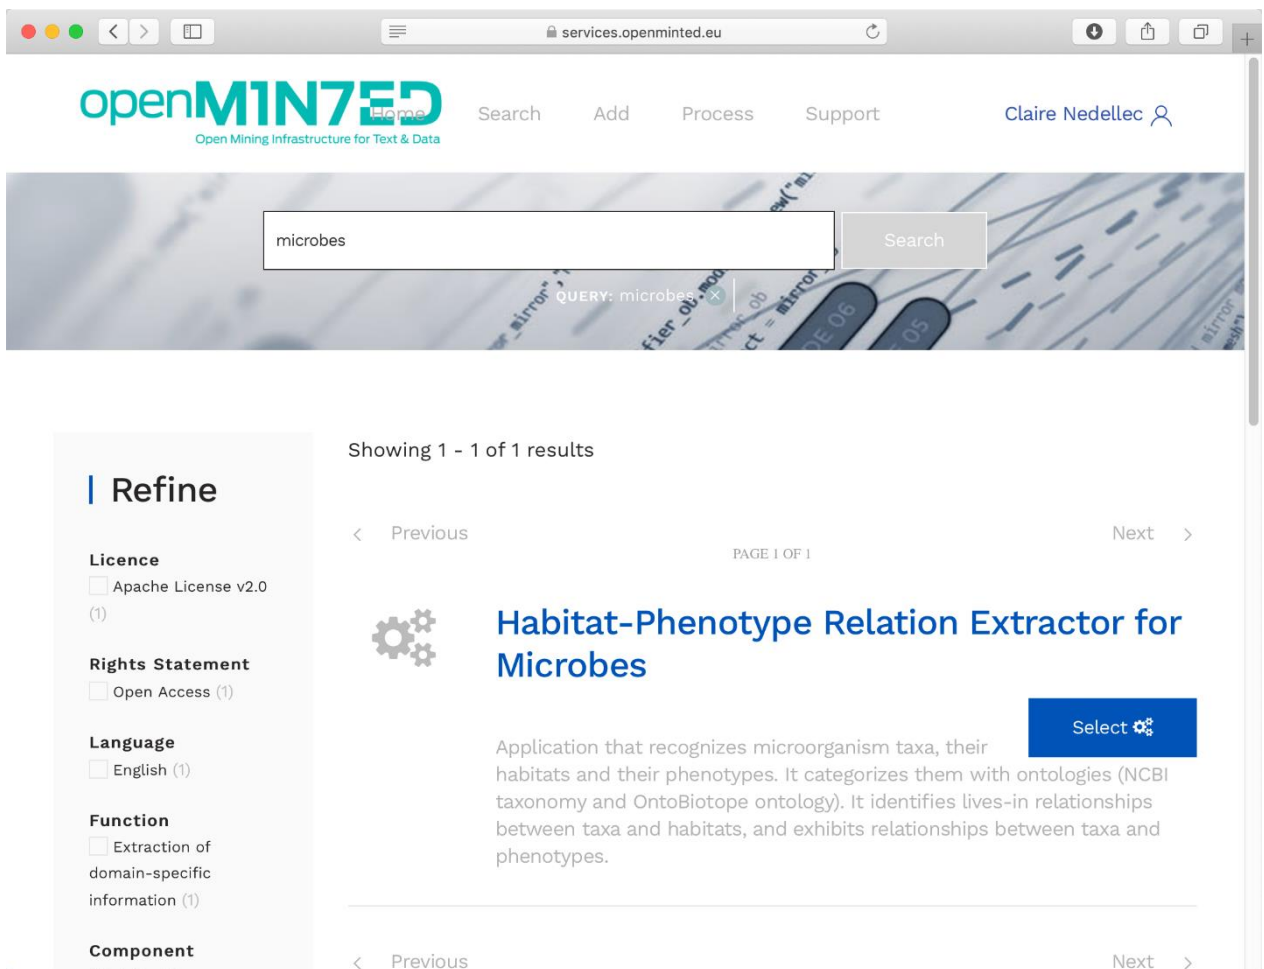 services.openminted.eu
openM1N7ED
Open Mining Infrastructure for Text & Data
Home Search Add Process Support
Claire Nedellec
microbes
Search
QUERY: microbes
Showing 1 - 1 of 1 results
Refine
Licence
Apache License v2.0
(1)
Rights Statement
Open Access (1)
Language
English (1)
Function
Extraction of
domain-specific
information (1)
Component
Previous
Next
PAGE 1 OF 1
Habitat-Phenotype Relation Extractor for
Microbes
Select
Application that recognizes microorganism taxa, their
habitats and their phenotypes. It categorizes them with ontologies (NCBI
taxonomy and OntoBiotope ontology). It identifies lives-in relationships
between taxa and habitats, and exhibits relationships between taxa and
phenotypes.
Previous
Next